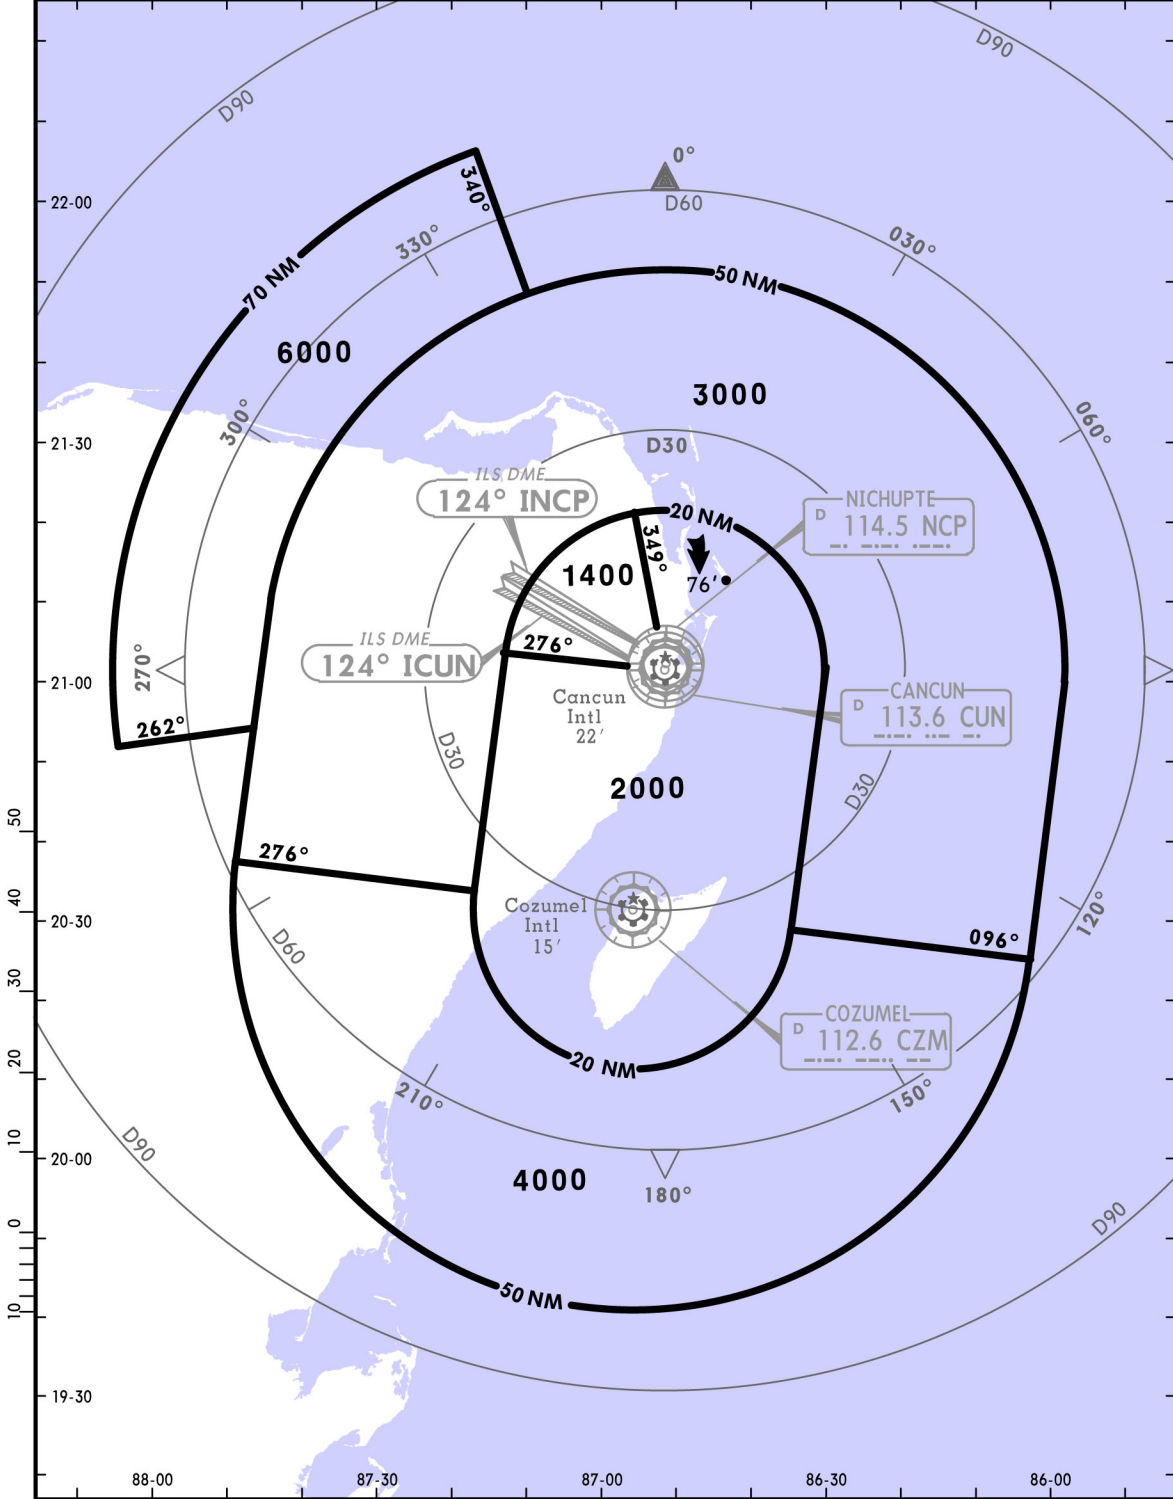 D90
D90
0°
340°
D60
22-00
330°
030°
70 NM
50 NM
6000
3000
300°
060°
21-30
D30
ILS DME
124° INCP
NICHUPTE
D 114.5 NCP
20 NM
349°
1400
76'
276°
ILS DME
124° ICUN
270°
21-00
Cancun
Intl
22'
CANCUN
D 113.6 CUN
262°
D30
2000
D30
50
276°
40
Cozumel
Intl
15'
20-30
120°
096°
D60
30
COZUMEL
D 112.6 CZM
20
20 NM
210°
150°
10
D90
20-00
4000
180°
D90
0
50 NM
10
19-30
88-00
87-30
87-00
86-30
86-00